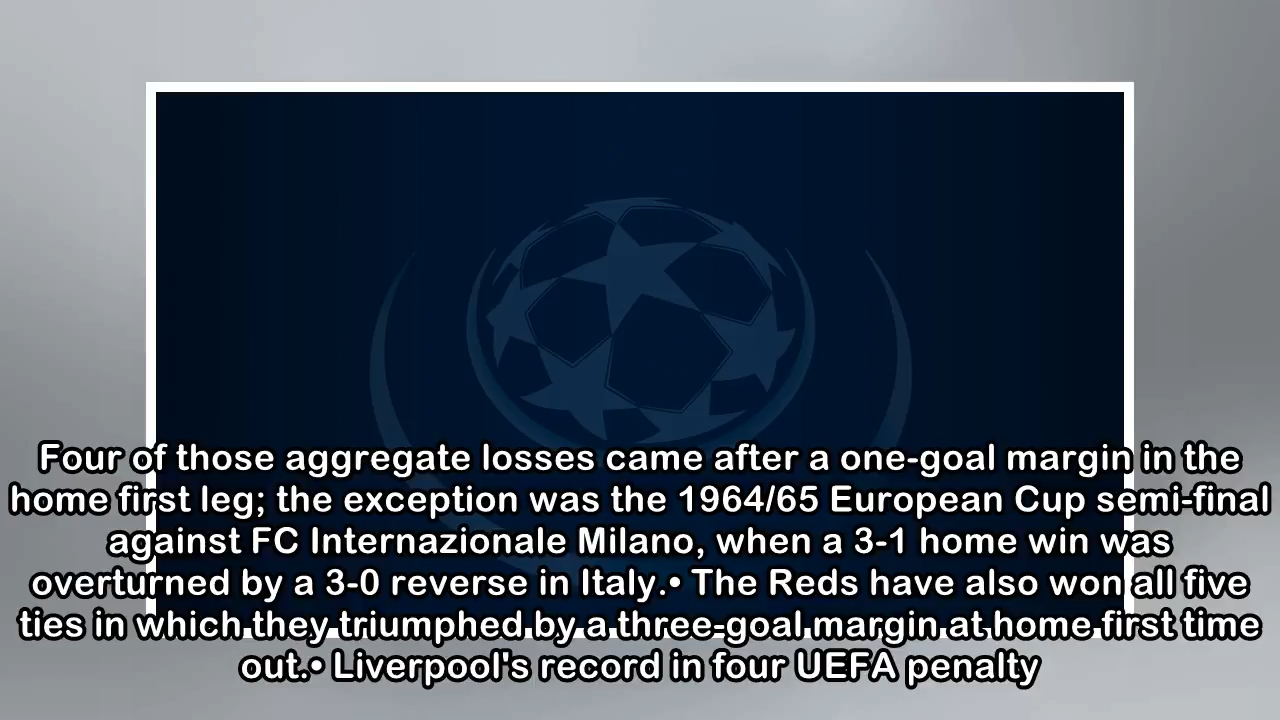 Four of those aggregate losses came after a one-goal margin in the
home first leg; the exception was the 1964/65 European Cup semi-final
against FC Internazionale Milano, when a 3-1 home win was
overturned by a 3-0 reverse in Italy.• The Reds have also won all five
ties in which they triumphed by a three-goal margin at home first time
out.• Liverpool's record in four UEFA penalty